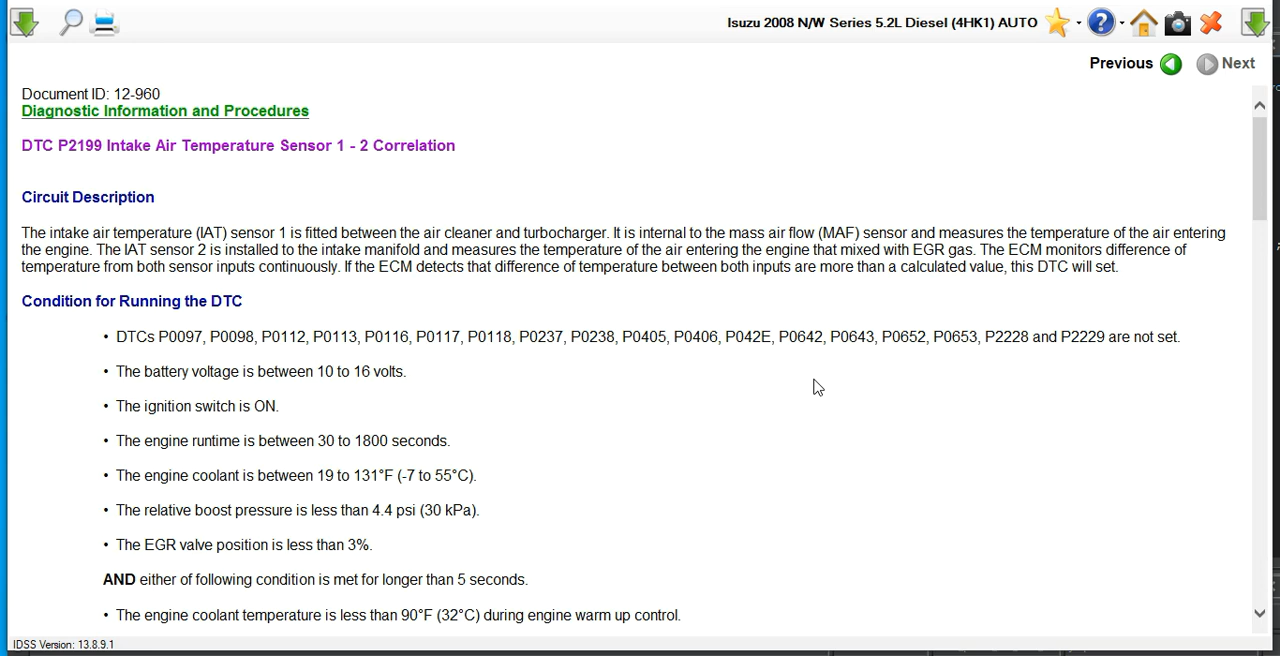 Isuzu 2008 N/W Series 5.2L Diesel (4HK1) AUTO
Previous Next
Document ID: 12-960
Diagnostic Information and Procedures
DTC P2199 Intake Air Temperature Sensor 1 - 2 Correlation
Circuit Description
The intake air temperature (IAT) sensor 1 is fitted between the air cleaner and turbocharger. It is internal to the mass air flow (MAF) sensor and measures the temperature of the air entering
the engine. The IAT sensor 2 is installed to the intake manifold and measures the temperature of the air entering the engine that mixed with EGR gas. The ECM monitors difference of
temperature from both sensor inputs continuously. If the ECM detects that difference of temperature between both inputs are more than a calculated value, this DTC will set.
Condition for Running the DTC
• DTCs P0097, P0098, P0112, P0113, P0116, P0117, P0118, P0237, P0238, P0405, P0406, P042E, P0642, P0643, P0652, P0653, P2228 and P2229 are not set.
• The battery voltage is between 10 to 16 volts.
• The ignition switch is ON.
• The engine runtime is between 30 to 1800 seconds.
• The engine coolant is between 19 to 131°F (-7 to 55°C).
• The relative boost pressure is less than 4.4 psi (30 kPa).
• The EGR valve position is less than 3%.
AND either of following condition is met for longer than 5 seconds.
• The engine coolant temperature is less than 90°F (32°C) during engine warm up control.
IDSS Version: 13.8.9.1